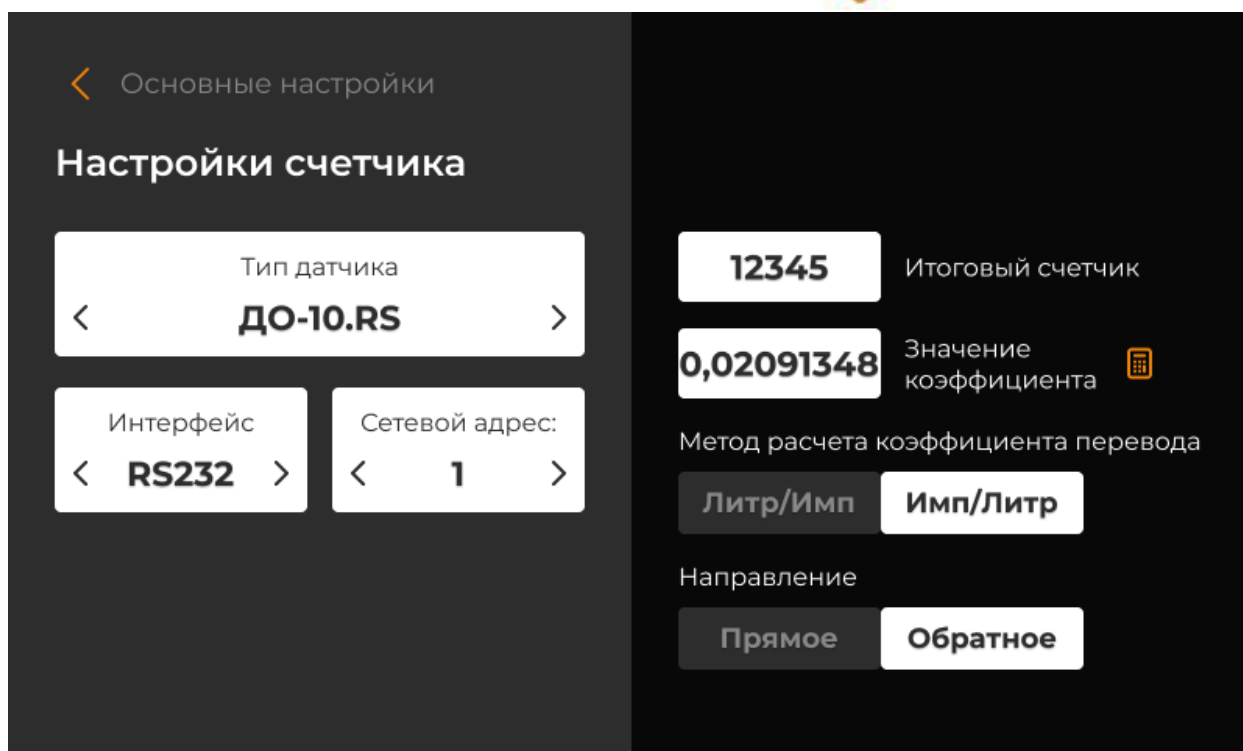 Основные настройки
Настройки счетчика
Тип датчика
ДО-10.RS
Интерфейс
RS232
Сетевой адрес:
1
12345
Итоговый счетчик
0,02091348
Значение
коэффициента
Метод расчета коэффициента перевода
Литр/Имп
Имп/Литр
Направление
Прямое
Обратное